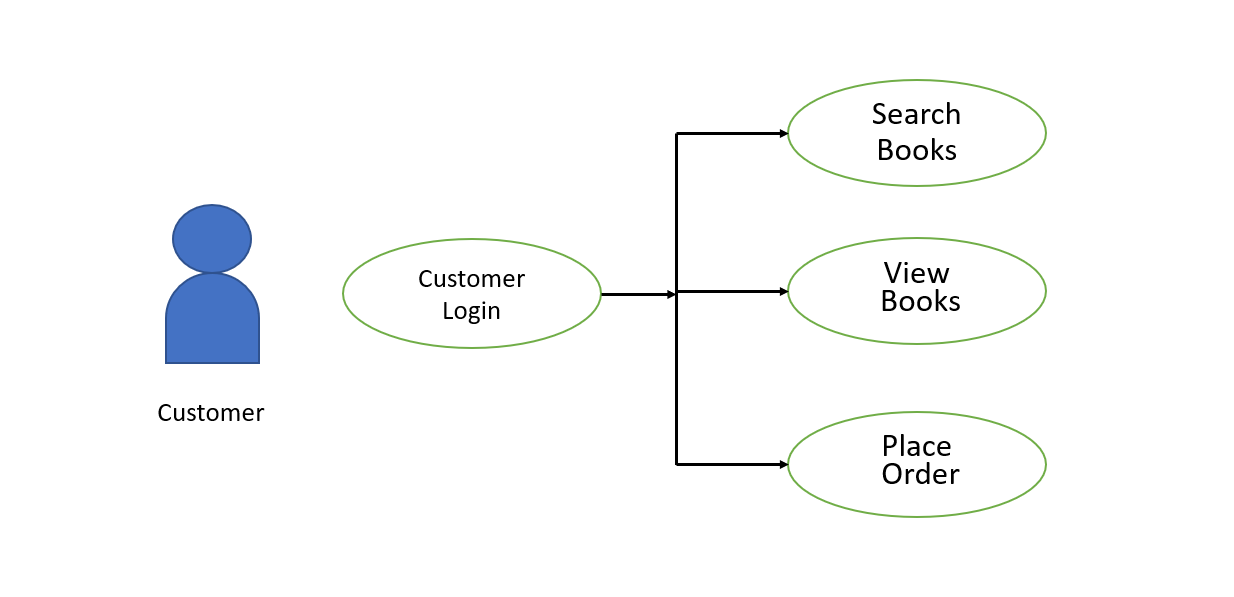 Customer
Customer
Login
Search
Books
View
Books
Place
Order